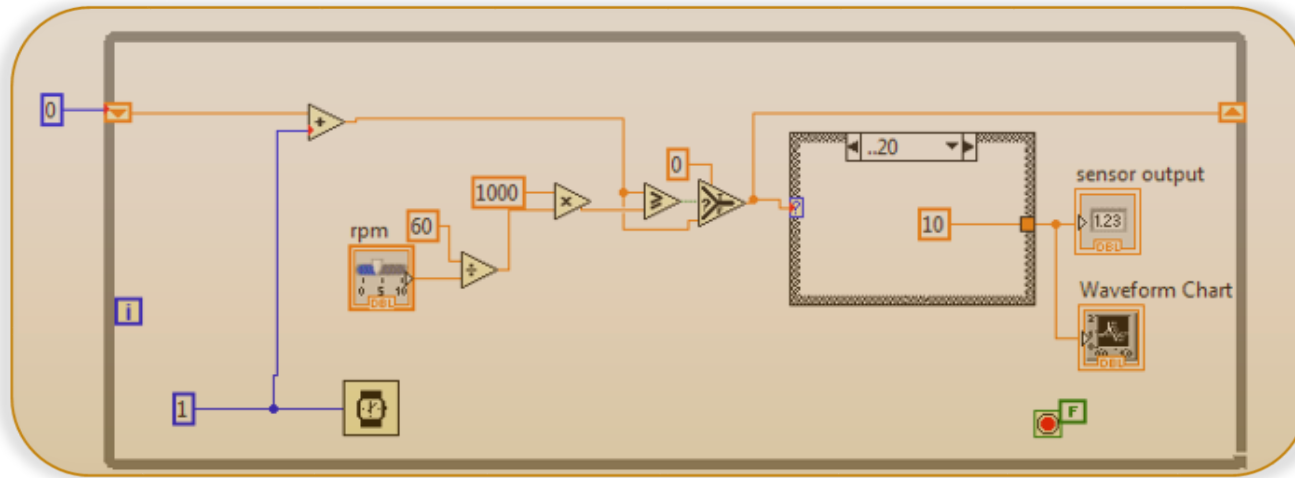 ..20
0
+
0
sensor output
1000
×
≥
?
T
F
?
1.23
60
10
DBL
rpm
÷
0 5 10
DBL
Waveform Chart
i
DBL
1
F